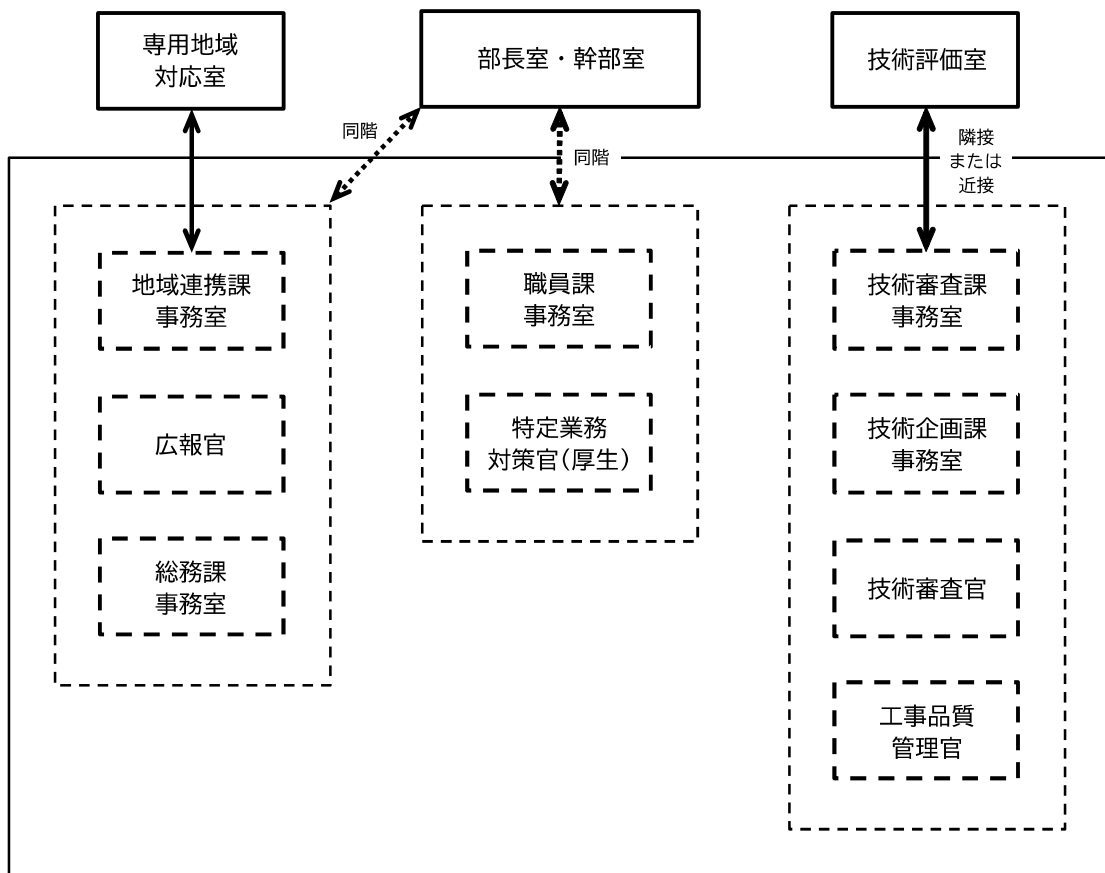 専用地域
対応室
部長室・幹部室
技術評価室
同階
同階
隣接
または
近接
地域連携課
事務室
広報官
総務課
事務室
職員課
事務室
特定業務
対策官(厚生)
技術審査課
事務室
技術企画課
事務室
技術審査官
工事品質
管理官